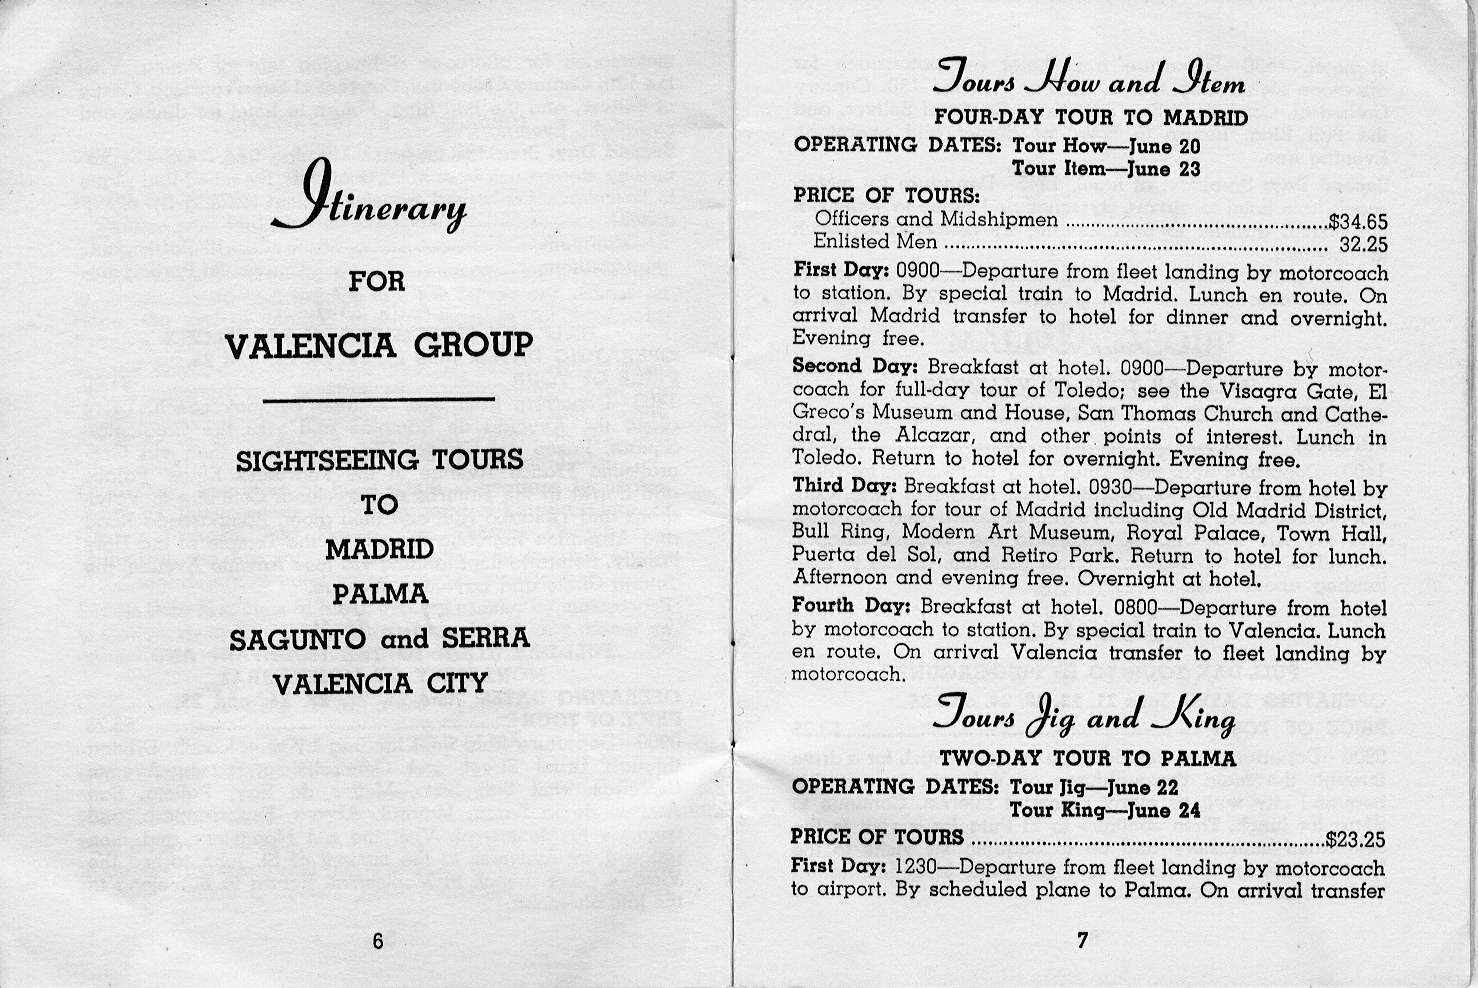 Itinerary
FOR
VALENCIA GROUP
SIGHTSEEING TOURS
TO
MADRID
PALMA
SAGUNTO and SERRA
VALENCIA CITY
6
Tours How and Item
FOUR-DAY TOUR TO MADRID
OPERATING DATES: Tour How—June 20
Tour Item—June 23
PRICE OF TOURS:
Officers and Midshipmen ................................................$34.65
Enlisted Men ...................................................................... 32.25
First Day: 0900—Departure from fleet landing by motorcoach
to station. By special train to Madrid. Lunch en route. On
arrival Madrid transfer to hotel for dinner and overnight.
Evening free.
Second Day: Breakfast at hotel. 0900—Departure by motor-
coach for full-day tour of Toledo; see the Visagra Gate, El
Greco's Museum and House, San Thomas Church and Cathe-
dral, the Alcazar, and other points of interest. Lunch in
Toledo. Return to hotel for overnight. Evening free.
Third Day: Breakfast at hotel. 0930—Departure from hotel by
motorcoach for tour of Madrid including Old Madrid District,
Bull Ring, Modern Art Museum, Royal Palace, Town Hall,
Puerta del Sol, and Retiro Park. Return to hotel for lunch.
Afternoon and evening free. Overnight at hotel.
Fourth Day: Breakfast at hotel. 0800—Departure from hotel
by motorcoach to station. By special train to Valencia. Lunch
en route. On arrival Valencia transfer to fleet landing by
motorcoach.
Tours Jig and King
TWO-DAY TOUR TO PALMA
OPERATING DATES: Tour Jig—June 22
Tour King—June 24
PRICE OF TOURS .................................................................$23.25
First Day: 1230—Departure from fleet landing by motorcoach
to airport. By scheduled plane to Palma. On arrival transfer
7